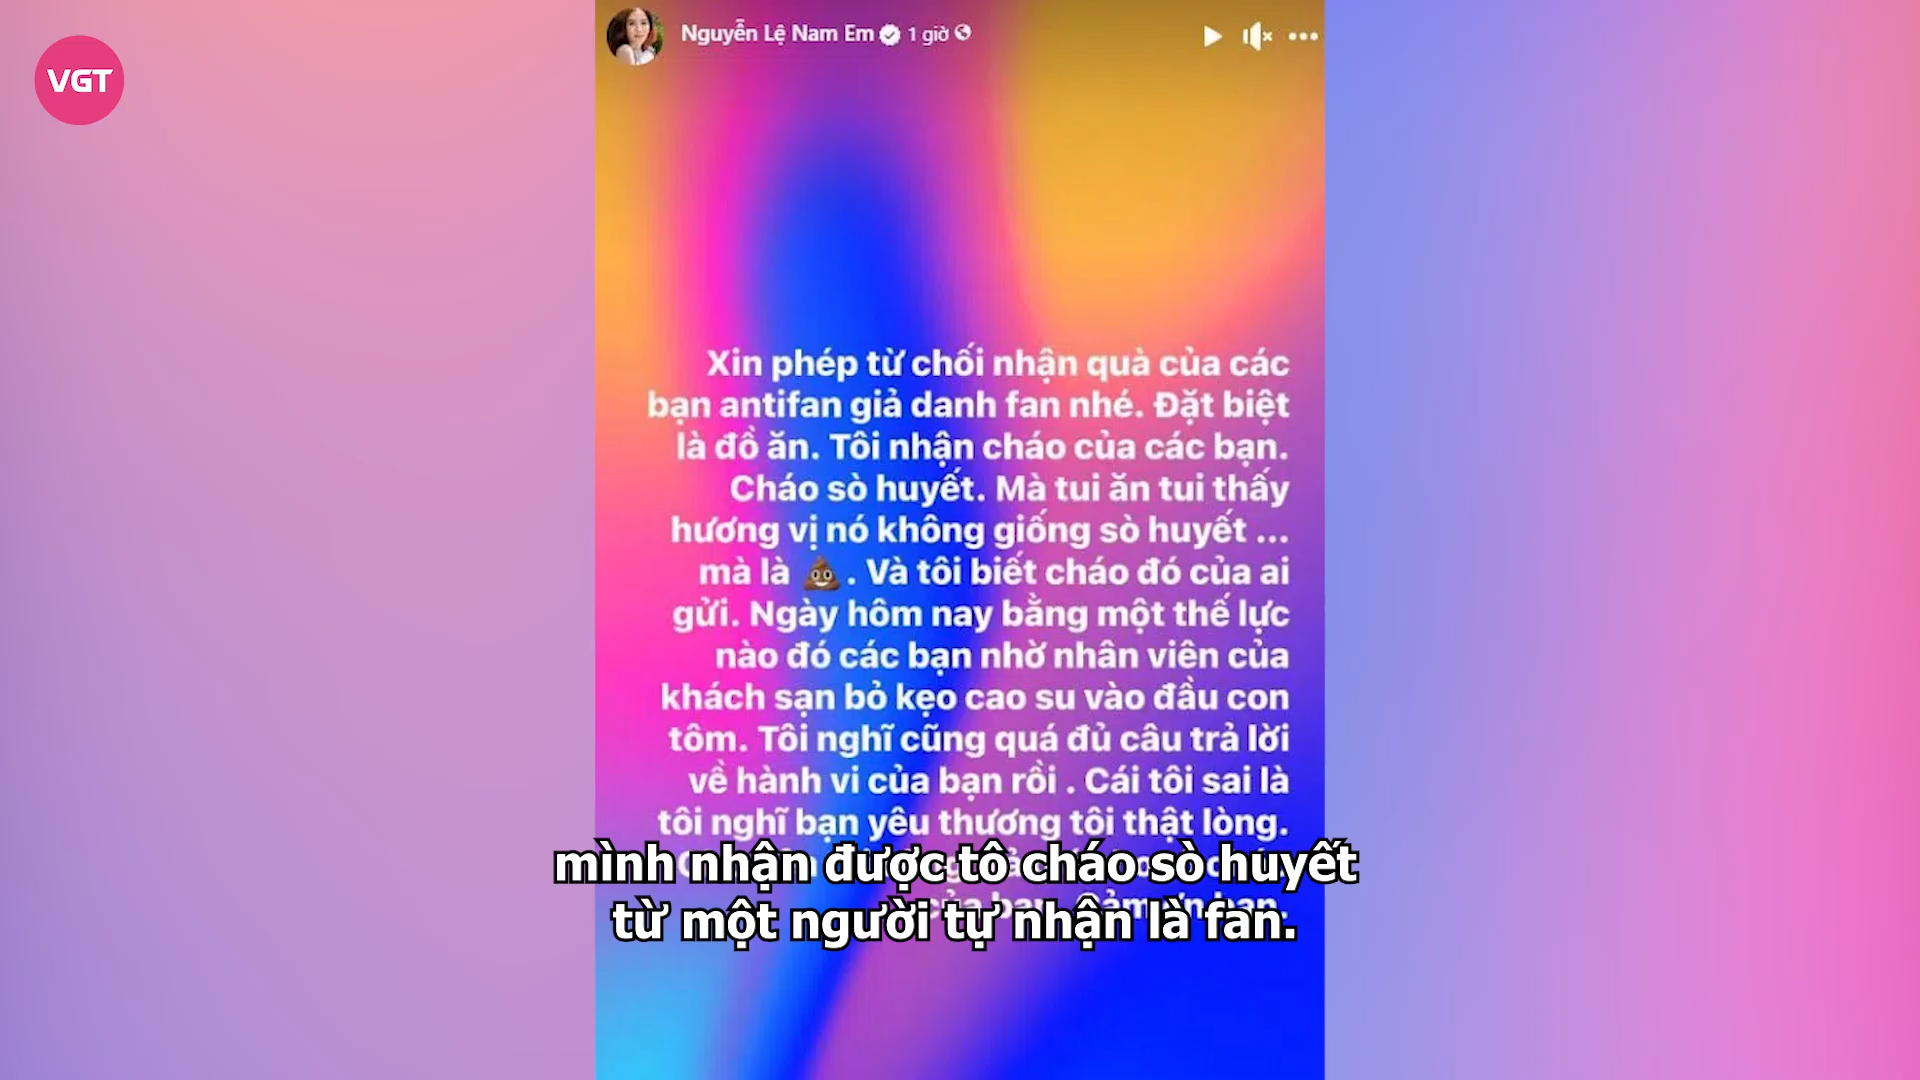 VGT
Nguyễn Lệ Nam Em 1 giờ
Xin phép từ chối nhận quà của các
bạn antifan giả danh fan nhé. Đặt biệt
là đồ ăn. Tôi nhận cháo của các bạn.
Cháo sò huyết. Mà tui ăn tui thấy
hương vị nó không giống sò huyết ...
mà là 💩. Và tôi biết cháo đó của ai
gửi. Ngày hôm nay bằng một thế lực
nào đó các bạn nhờ nhân viên của
khách sạn bỏ kẹo cao su vào đầu con
tôm. Tôi nghĩ cũng quá đủ câu trả lời
về hành vi của bạn rồi . Cái tôi sai là
tôi nghĩ bạn yêu thương tôi thật lòng.
của bạn. Cảm ơn bạn.
mình nhận được tô cháo sò huyết
từ một người tự nhận là fan.